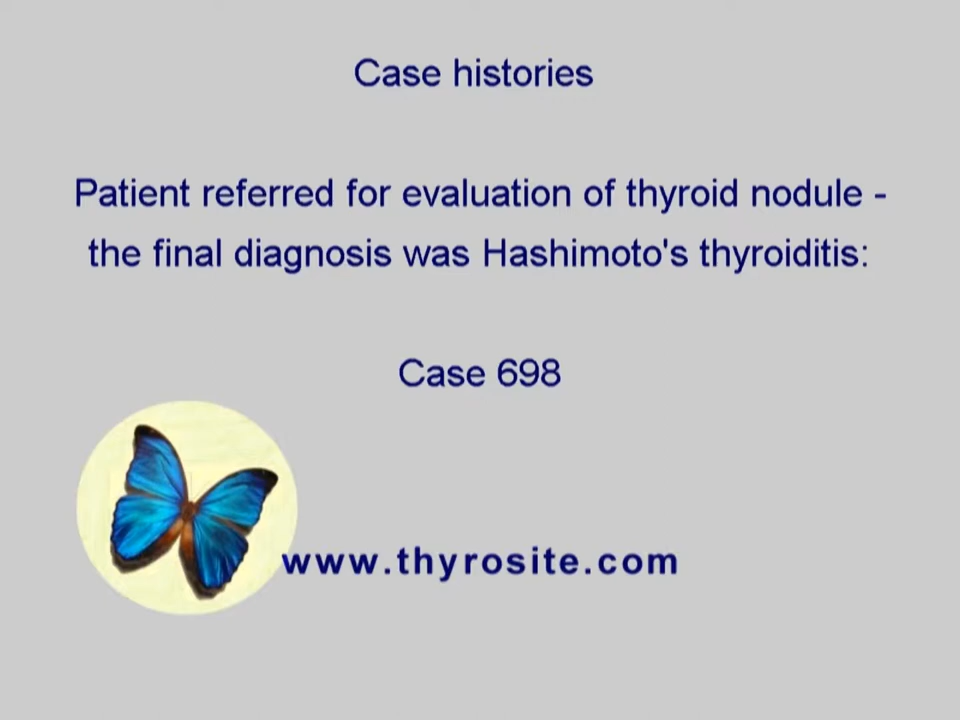 Case histories
Patient referred for evaluation of thyroid nodule -
the final diagnosis was Hashimoto's thyroiditis:
Case 698
www.thyrosite.com